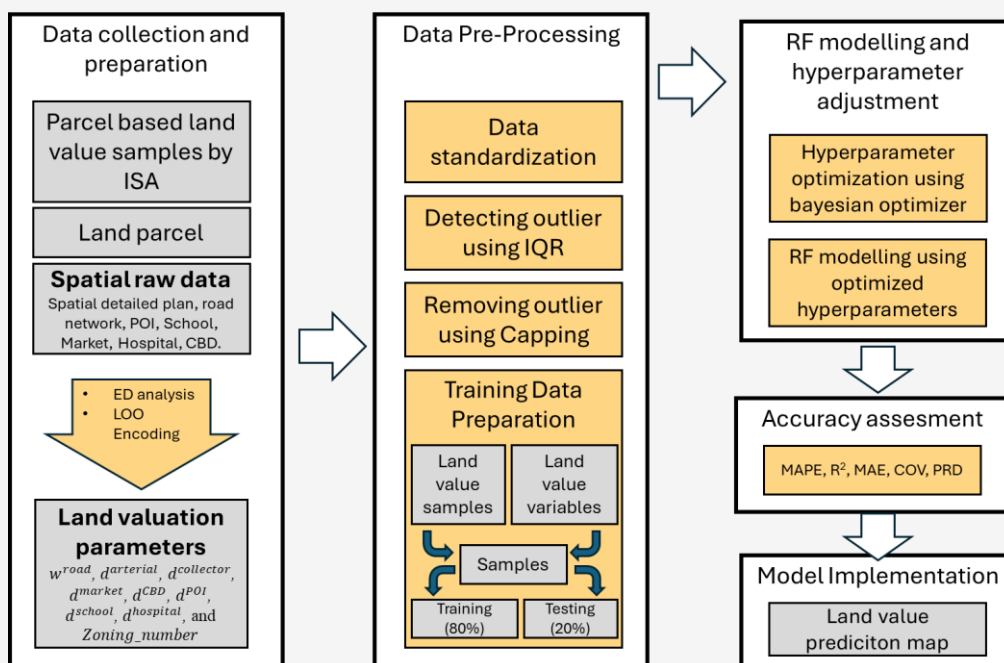 Data collection and
preparation
Parcel based land
value samples by
ISA
Land parcel
Spatial raw data
Spatial detailed plan, road
network, POI, School,
Market, Hospital, CBD.
• ED analysis
• LOO
Encoding
Land valuation
parameters
w^road, d^arterial, d^collector,
d^market, d^CBD, d^POI,
d^school, d^hospital, and
Zoning_number
Data Pre-Processing
Data
standardization
Detecting outlier
using IQR
Removing outlier
using Capping
Training Data
Preparation
Land
value
samples
Land
value
variables
Samples
Training
(80%)
Testing
(20%)
RF modelling and
hyperparameter
adjustment
Hyperparameter
optimization using
bayesian optimizer
RF modelling using
optimized
hyperparameters
Accuracy assesment
MAPE, R², MAE, COV, PRD
Model Implementation
Land value
prediciton map